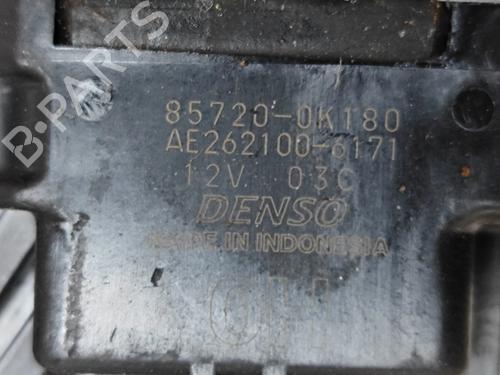 B-PARTS
85720-0K180
AE262100-6171
12V 03C
DENSO
MADE IN INDONESIA